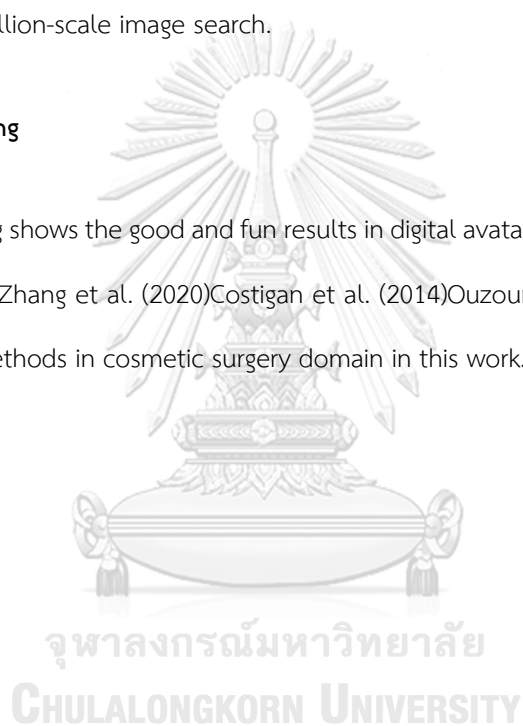 llion-scale image search.
ng
g shows the good and fun results in digital avata
Zhang et al. (2020)Costigan et al. (2014)Ouzour
ethods in cosmetic surgery domain in this work.
จุฬาลงกรณ์มหาวิทยาลัย
CHULALONGKORN UNIVERSITY